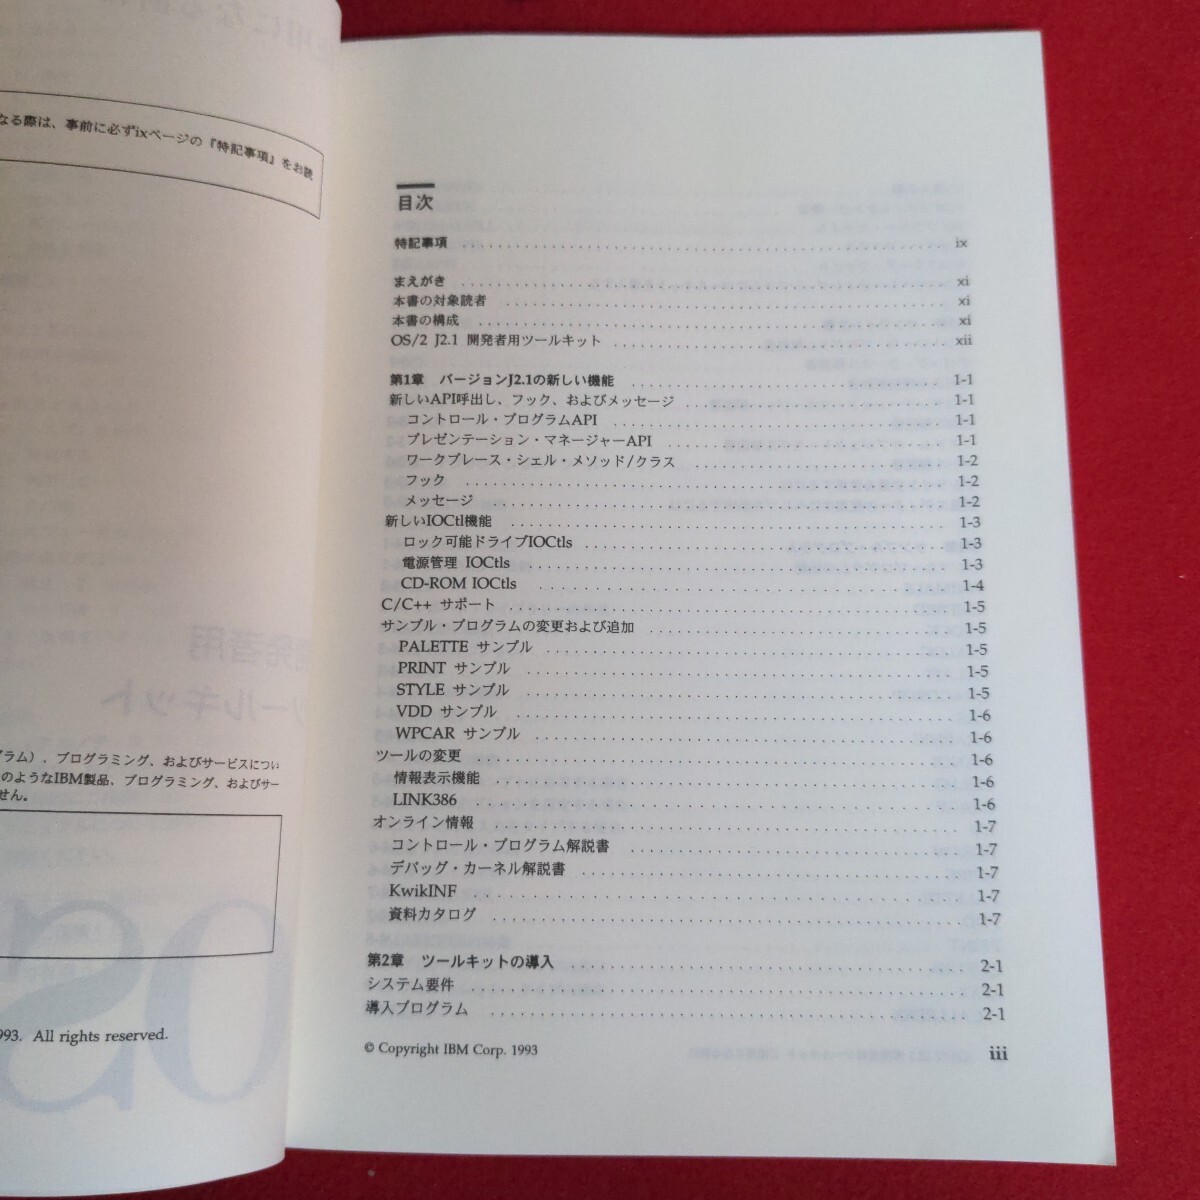 なる際は、事前に必ずixページの『特記事項』をお読
グラム）、プログラミング、およびサービスについ
のようなIBM製品、プログラミング、およびサー
せん。
993. All rights reserved.
目次
特記事項 ix
まえがき xi
本書の対象読者 xi
本書の構成 xi
OS/2 J2.1 開発者用ツールキット xii
第1章 バージョンJ2.1の新しい機能 1-1
新しいAPI呼出し、フック、およびメッセージ 1-1
コントロール・プログラムAPI 1-1
プレゼンテーション・マネージャーAPI 1-1
ワークプレース・シェル・メソッド/クラス 1-2
フック 1-2
メッセージ 1-2
新しいIOCtl機能 1-3
ロック可能ドライブIOCtls 1-3
電源管理 IOCtls 1-3
CD-ROM IOCtls 1-4
C/C++ サポート 1-5
サンプル・プログラムの変更および追加 1-5
PALETTE サンプル 1-5
PRINT サンプル 1-5
STYLE サンプル 1-5
VDD サンプル 1-6
WPCAR サンプル 1-6
ツールの変更 1-6
情報表示機能 1-6
LINK386 1-6
オンライン情報 1-7
コントロール・プログラム解説書 1-7
デバッグ・カーネル解説書 1-7
KwikINF 1-7
資料カタログ 1-7
第2章 ツールキットの導入 2-1
システム要件 2-1
導入プログラム 2-1
© Copyright IBM Corp. 1993 iii